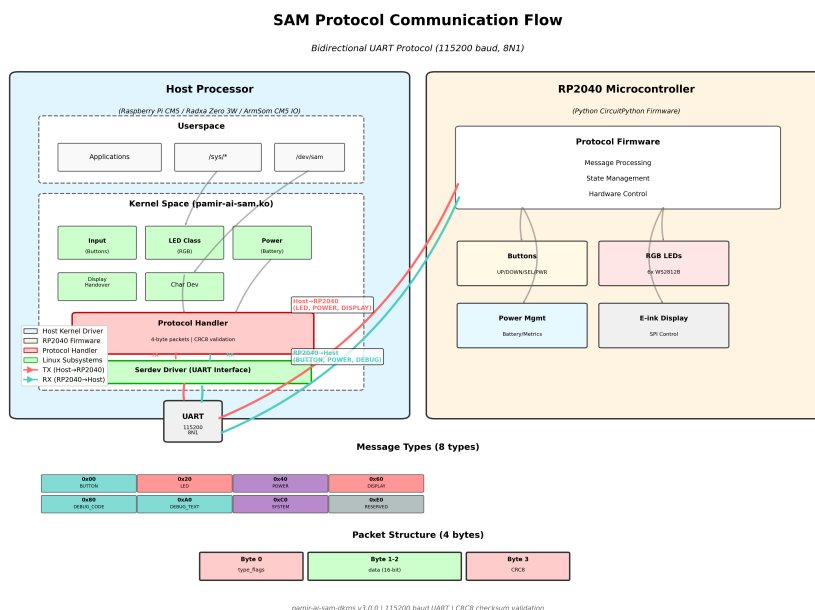 SAM Protocol Communication Flow
Bidirectional UART Protocol (115200 baud, 8N1)
Host Processor
(Raspberry Pi CM5 / Radxa Zero 3W / ArmSom CM5 IO)
Userspace
Applications
/sys/*
/dev/sam
Kernel Space (pamir-ai-sam.ko)
Input
(Buttons)
LED Class
(RGB)
Power
(Battery)
Display
Handover
Char Dev
Host→RP2040
(LED, POWER, DISPLAY)
Protocol Handler
4-byte packets | CRC8 validation
TX
RX
RP2040→Host
(BUTTON, POWER, DEBUG)
Serdev Driver (UART Interface)
Host Kernel Driver
RP2040 Firmware
Protocol Handler
Linux Subsystems
TX (Host→RP2040)
RX (RP2040→Host)
UART
115200
8N1
RP2040 Microcontroller
(Python CircuitPython Firmware)
Protocol Firmware
Message Processing
State Management
Hardware Control
Buttons
UP/DOWN/SEL/PWR
RGB LEDs
6x WS2812B
Power Mgmt
Battery/Metrics
E-ink Display
SPI Control
Message Types (8 types)
0x00
BUTTON
0x20
LED
0x40
POWER
0x60
DISPLAY
0x80
DEBUG_CODE
0xA0
DEBUG_TEXT
0xC0
SYSTEM
0xE0
RESERVED
Packet Structure (4 bytes)
Byte 0
type_flags
Byte 1-2
data (16-bit)
Byte 3
CRC8
pamir-ai-sam-dkms v3.0.0 | 115200 baud UART | CRC8 checksum validation